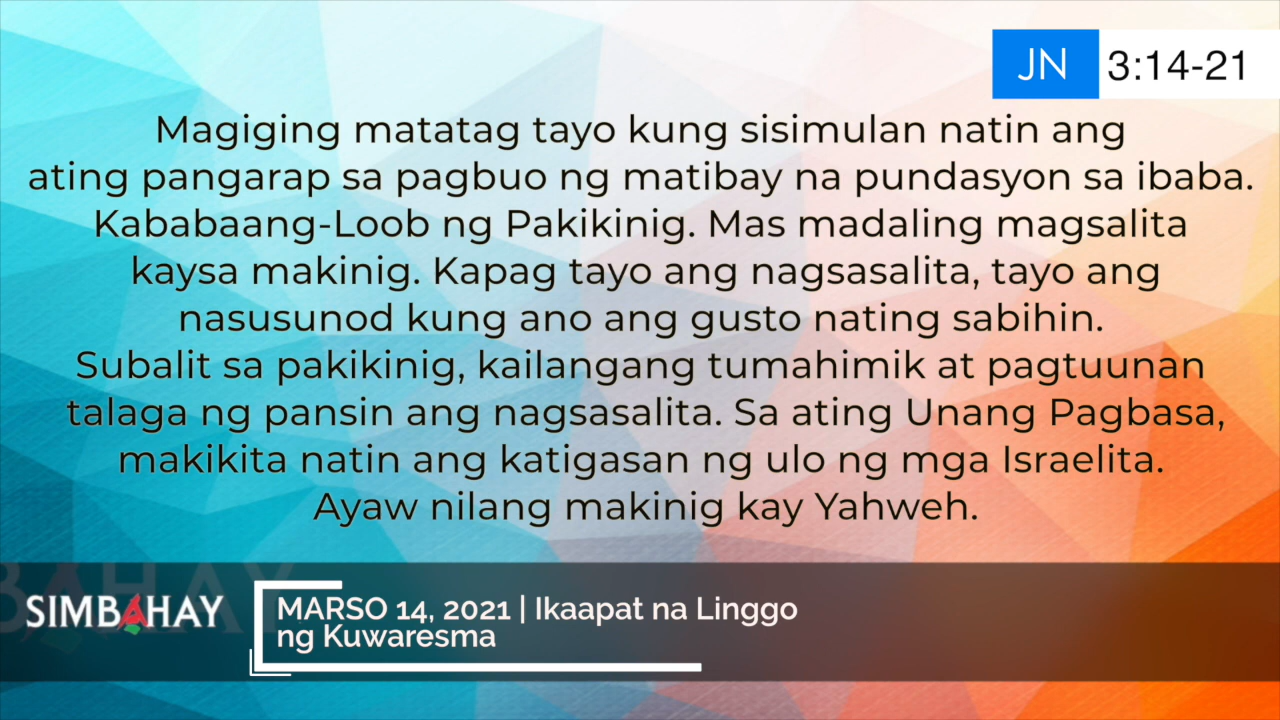 JN 3:14-21
Magiging matatag tayo kung sisimulan natin ang
ating pangarap sa pagbuo ng matibay na pundasyon sa ibaba.
Kababaang-Loob ng Pakikinig. Mas madaling magsalita
kaysa makinig. Kapag tayo ang nagsasalita, tayo ang
nasusunod kung ano ang gusto nating sabihin.
Subalit sa pakikinig, kailangang tumahimik at pagtuunan
talaga ng pansin ang nagsasalita. Sa ating Unang Pagbasa,
makikita natin ang katigasan ng ulo ng mga Israelita.
Ayaw nilang makinig kay Yahweh.
SIMBAHAY
MARSO 14, 2021 | Ikaapat na Linggo
ng Kuwaresma